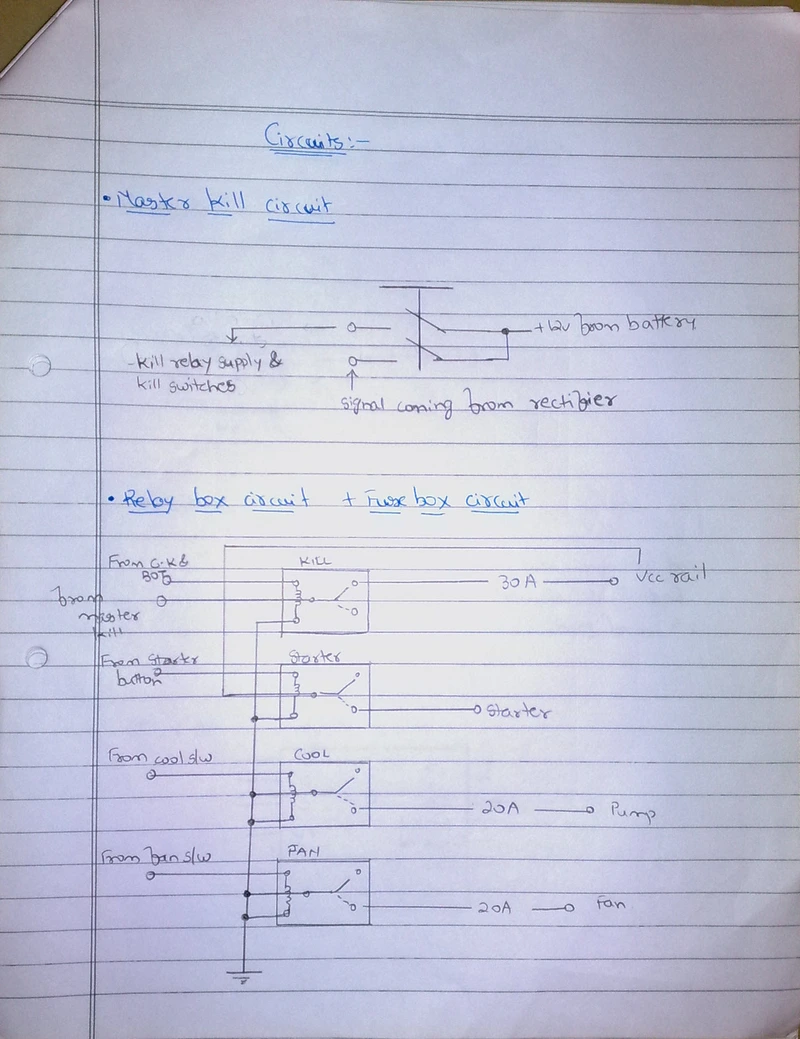 Circuits:-
• Master kill circuit
+12v from battery
-kill relay supply &
kill switches
signal coming from rectifier
• Relay box circuit + Fuse box circuit
From C.K &
BOTS
KILL
30A
Vcc rail
from
master
kill
From Starter
button
Starter
Starter
From cool s/w
COOL
20A
Pump
From fan s/w
FAN
20A
Fan